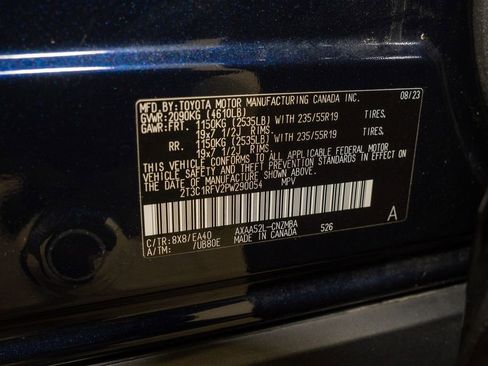 MFD.BY:TOYOTA MOTOR MANUFACTURING CANADA INC. 08/23
GVWR:2090KG (4610LB)
GAWR:FRT. 1150KG (2535LB) WITH 235/55R19 TIRES,
19x7 1/2J RIMS.
RR. 1150KG (2535LB) WITH 235/55R19 TIRES,
19x7 1/2J RIMS.
THIS VEHICLE CONFORMS TO ALL APPLICABLE FEDERAL MOTOR
VEHICLE SAFETY AND THEFT PREVENTION STANDARDS IN EFFECT
ON THE DATE OF MANUFACTURE SHOWN ABOVE.
2T3C1RFV2PW290054 MPV
A
C/TR:8X8/EA40 AXAA52L-CNZMBA
A/TM: /UB80E MADE IN CANADA 526